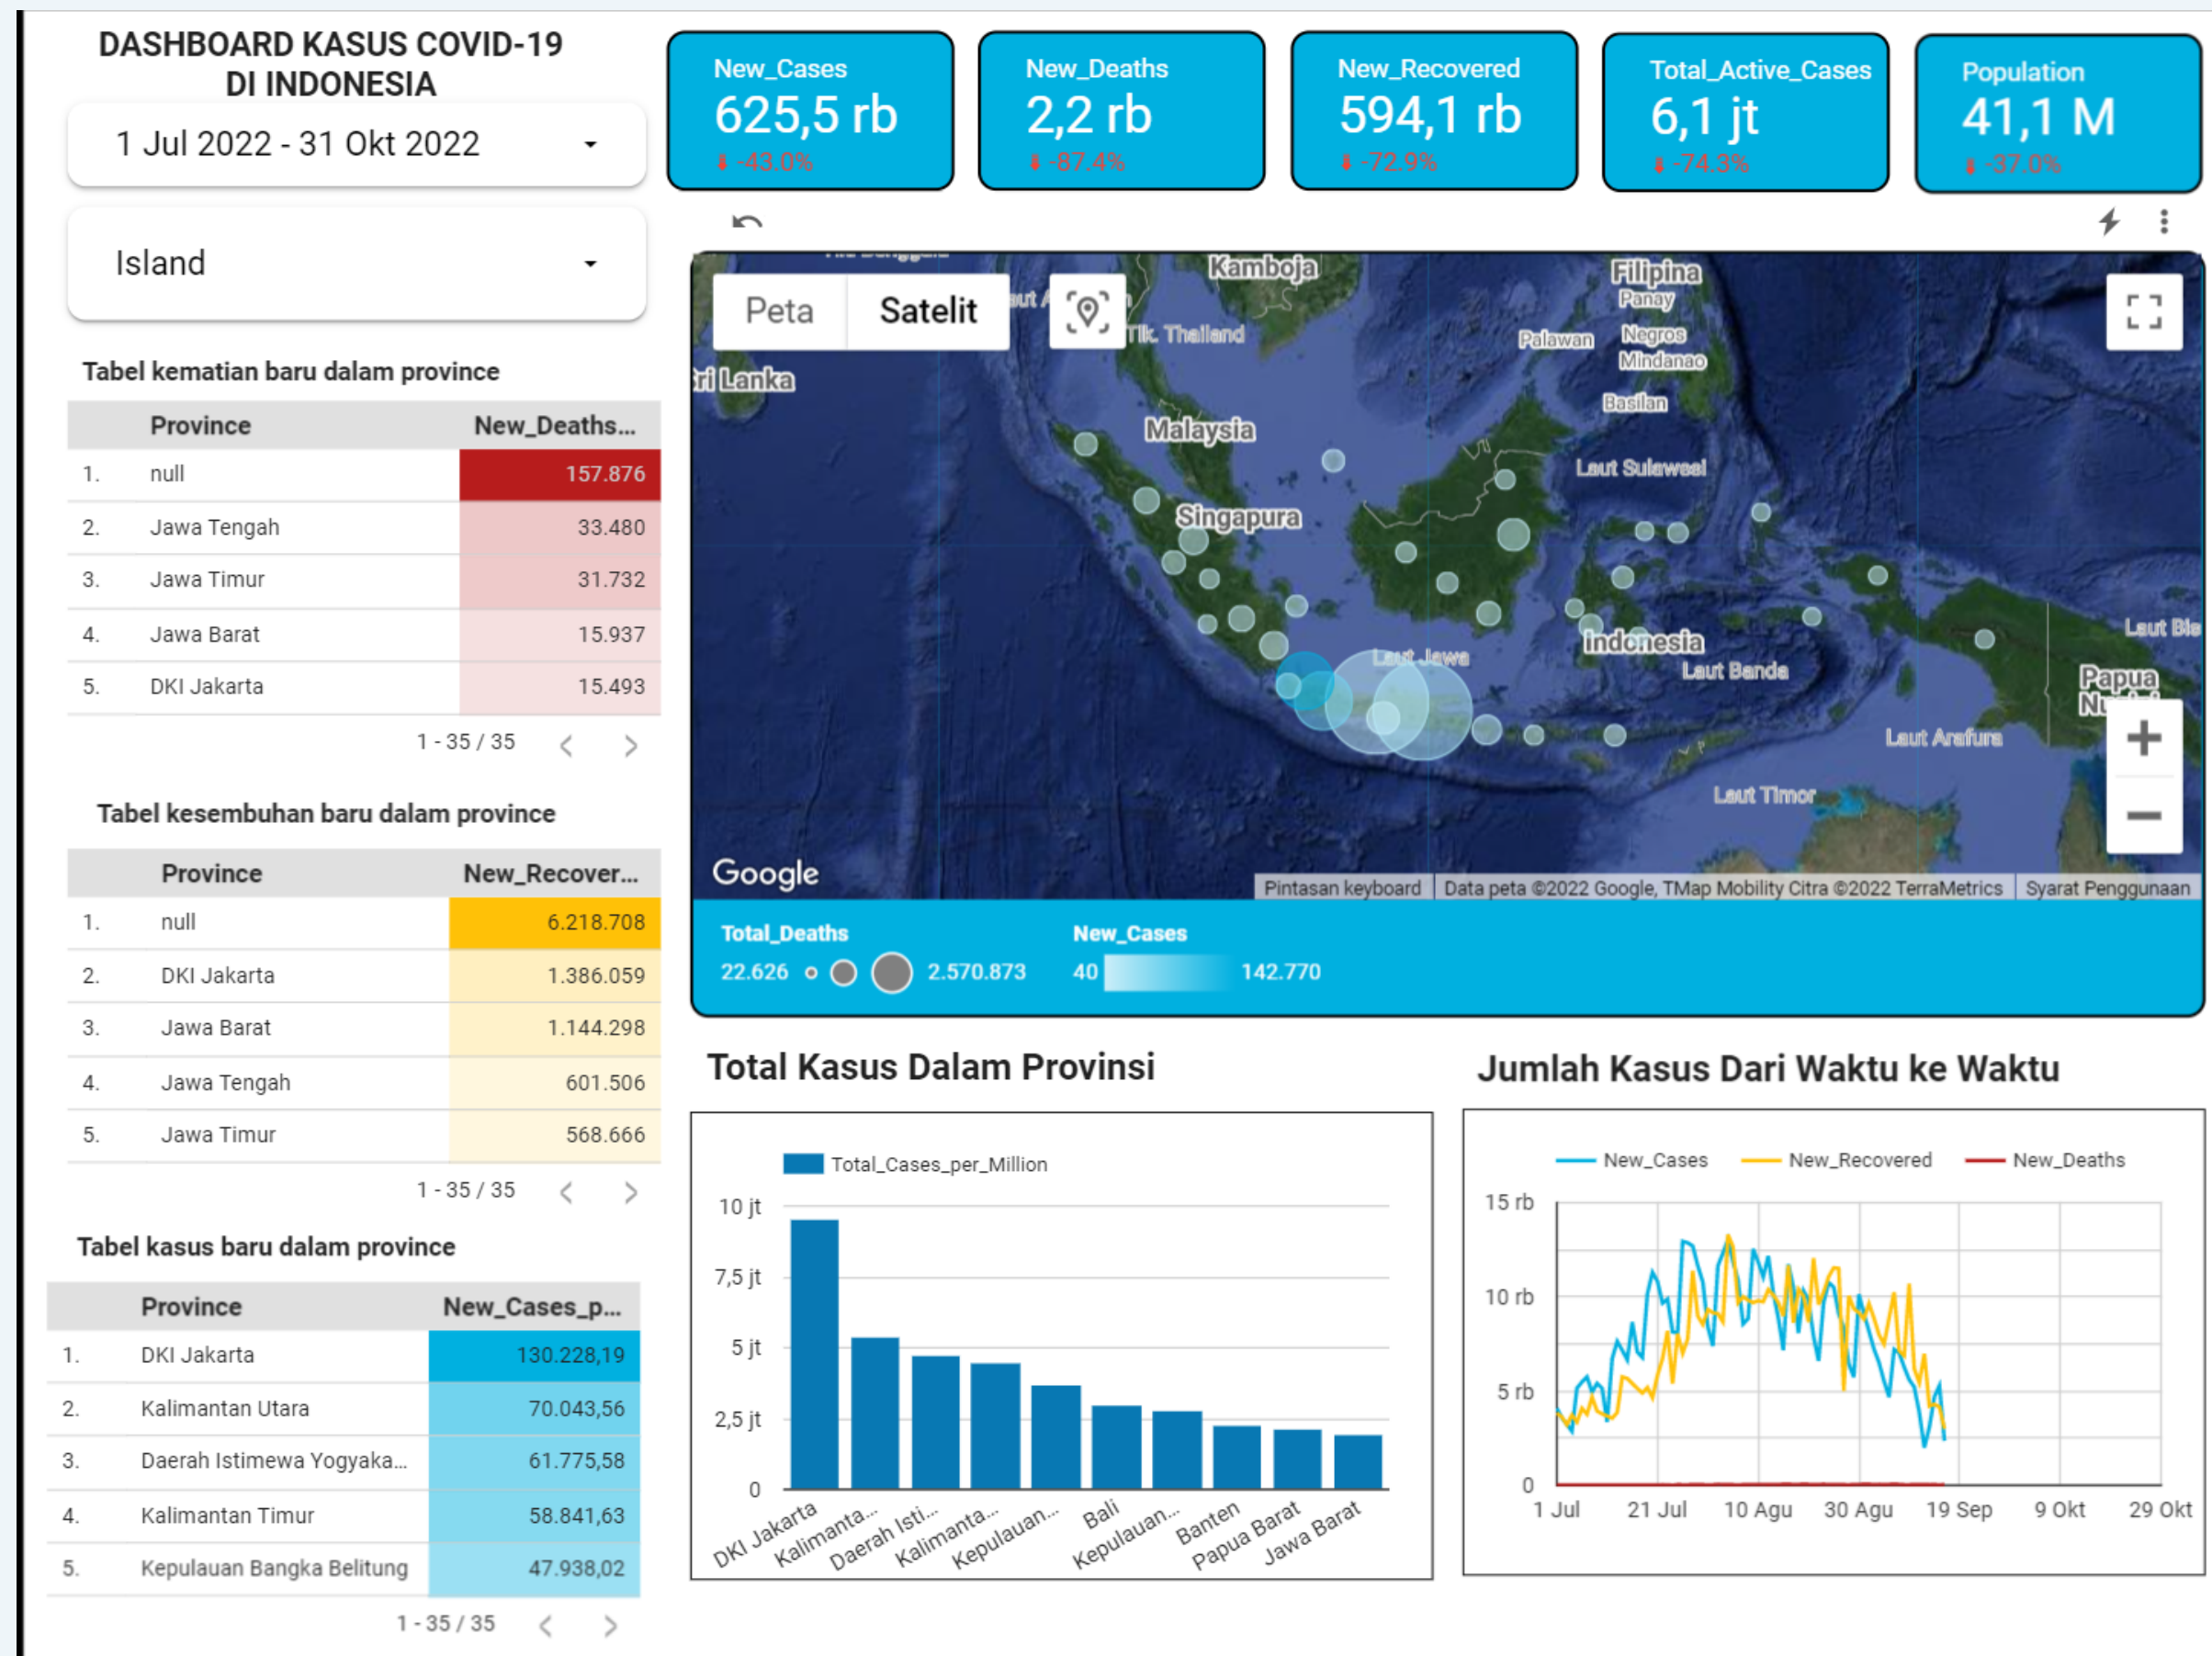 DASHBOARD KASUS COVID-19
DI INDONESIA
1 Jul 2022 - 31 Okt 2022
Island
New_Cases
625,5 rb
-43.0%
New_Deaths
2,2 rb
-87.4%
New_Recovered
594,1 rb
-72.9%
Total_Active_Cases
6,1 jt
-74.3%
Population
41,1 M
-37.0%
Tabel kematian baru dalam province
Province New_Deaths...
1. null 157.876
2. Jawa Tengah 33.480
3. Jawa Timur 31.732
4. Jawa Barat 15.937
5. DKI Jakarta 15.493
1 - 35 / 35
Tabel kesembuhan baru dalam province
Province New_Recover...
1. null 6.218.708
2. DKI Jakarta 1.386.059
3. Jawa Barat 1.144.298
4. Jawa Tengah 601.506
5. Jawa Timur 568.666
1 - 35 / 35
Tabel kasus baru dalam province
Province New_Cases_p...
1. DKI Jakarta 130.228,19
2. Kalimantan Utara 70.043,56
3. Daerah Istimewa Yogyaka... 61.775,58
4. Kalimantan Timur 58.841,63
5. Kepulauan Bangka Belitung 47.938,02
1 - 35 / 35
Peta Satelit
Kamboja
Filipina
Panay
Tlk. Thailand
Palawan
Negros
Mindanao
Sri Lanka
Basilan
Malaysia
Laut Sulawesi
Singapura
Indonesia
Laut Jawa
Laut Banda
Papua
Laut Arafura
Laut Timor
Google
Pintasan keyboard
Data peta ©2022 Google, TMap Mobility Citra ©2022 TerraMetrics
Syarat Penggunaan
Total_Deaths
22.626 2.570.873
New_Cases
40 142.770
Total Kasus Dalam Provinsi
Total_Cases_per_Million
10 jt
7,5 jt
5 jt
2,5 jt
0
DKI Jakarta
Kalimanta...
Daerah Isti...
Kalimanta...
Kepulauan...
Bali
Kepulauan...
Banten
Papua Barat
Jawa Barat
Jumlah Kasus Dari Waktu ke Waktu
New_Cases New_Recovered New_Deaths
15 rb
10 rb
5 rb
0
1 Jul 21 Jul 10 Agu 30 Agu 19 Sep 9 Okt 29 Okt